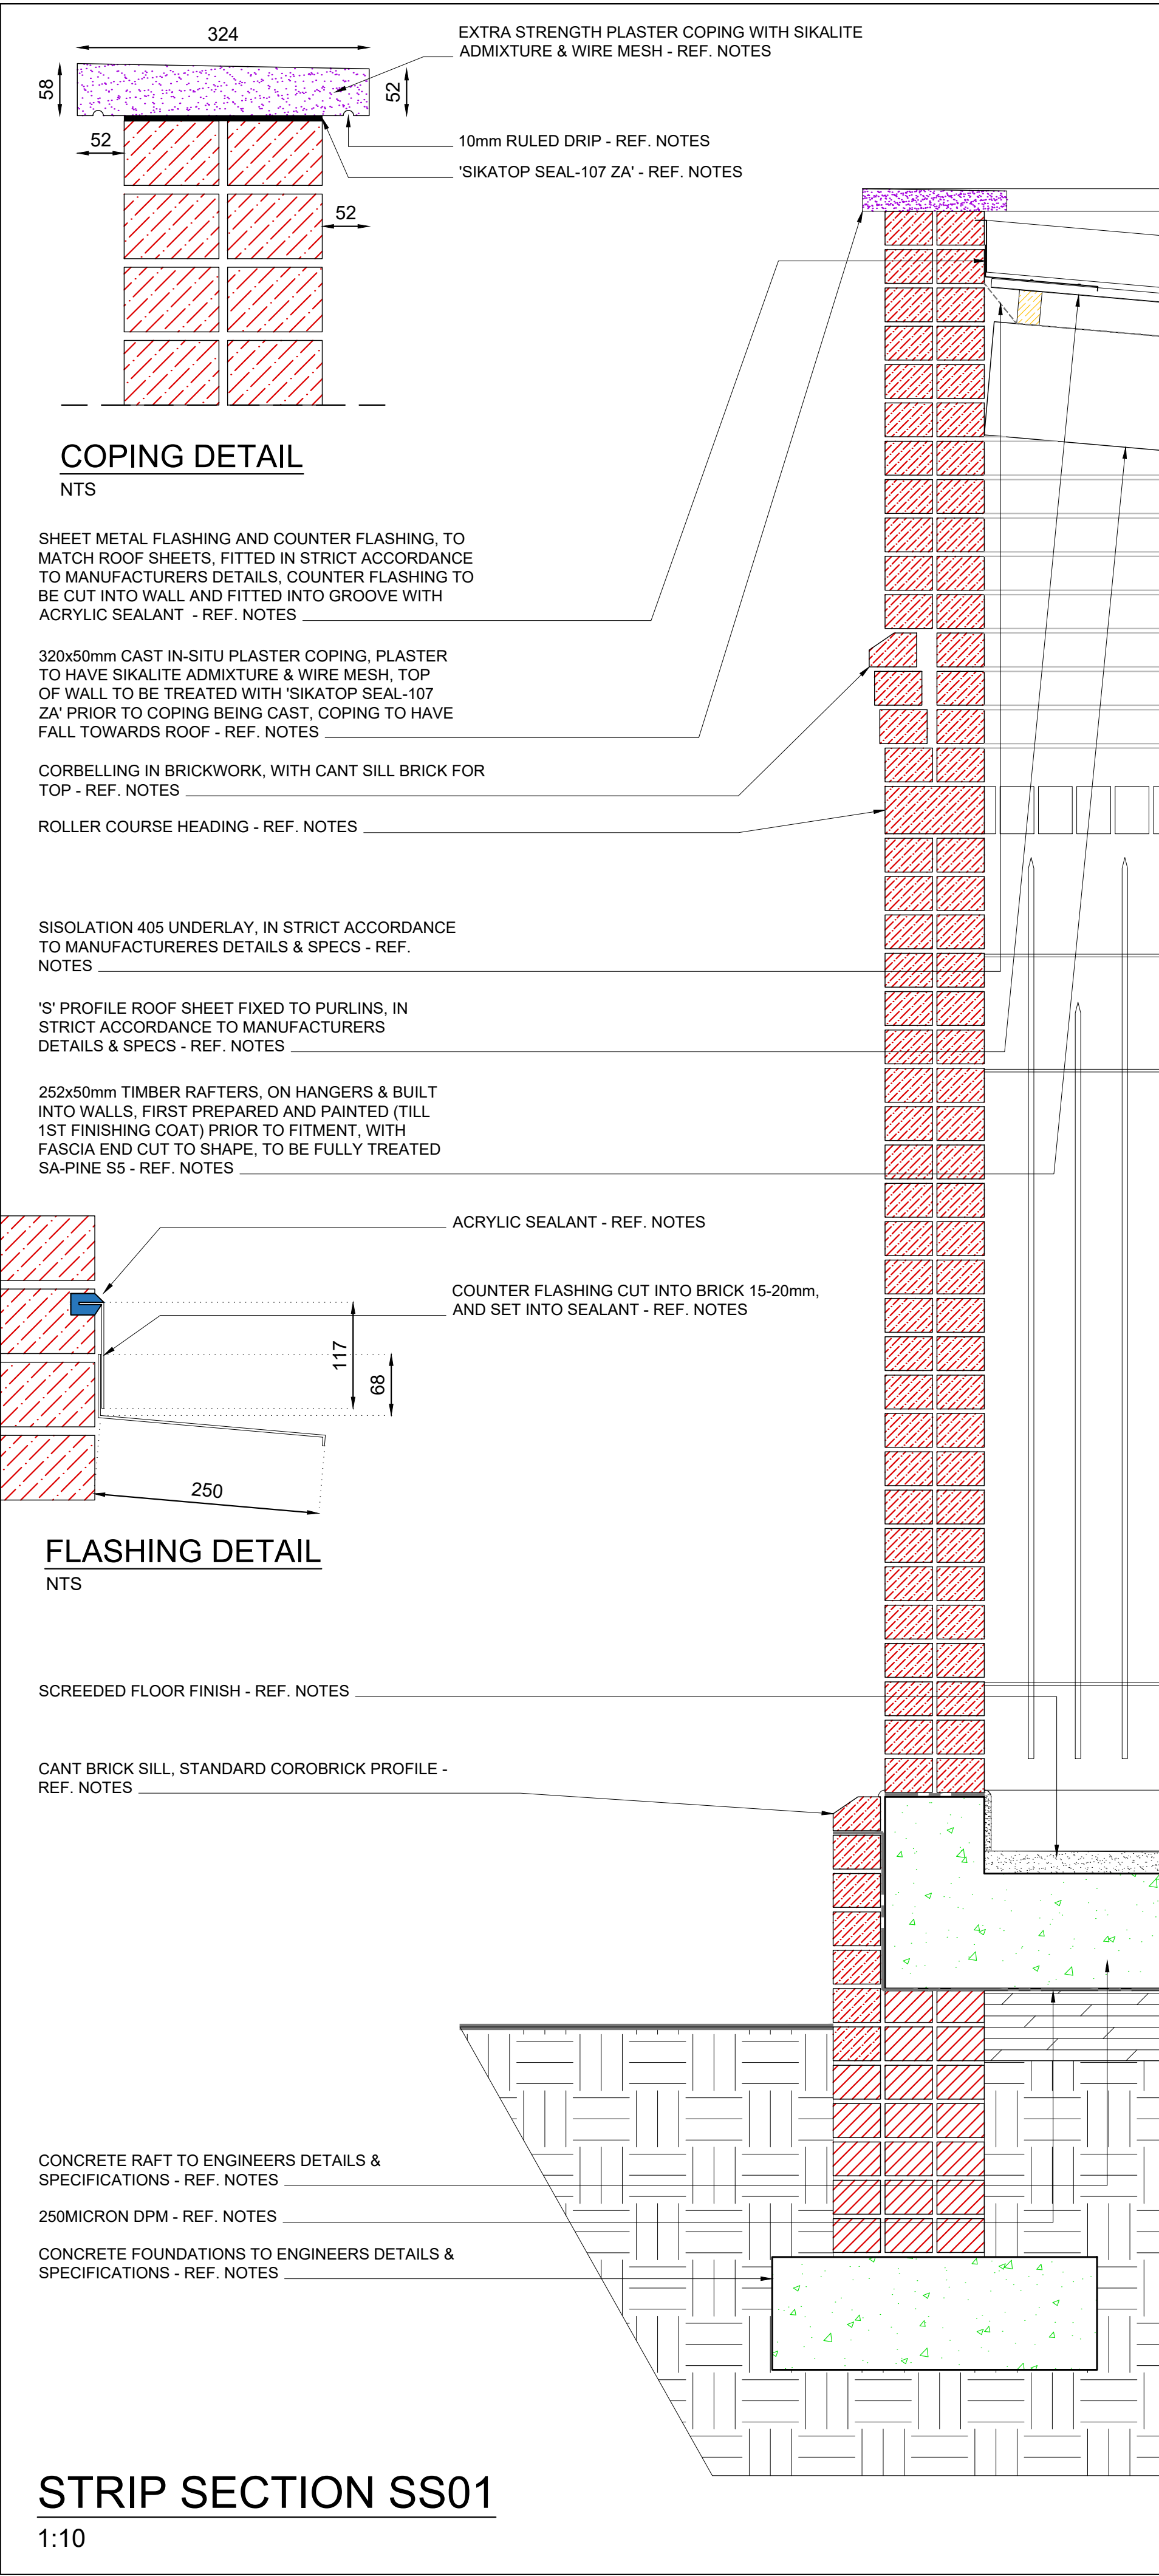 324
58
52
52
52
EXTRA STRENGTH PLASTER COPING WITH SIKALITE
ADMIXTURE & WIRE MESH - REF. NOTES
10mm RULED DRIP - REF. NOTES
'SIKATOP SEAL-107 ZA' - REF. NOTES
COPING DETAIL
NTS
SHEET METAL FLASHING AND COUNTER FLASHING, TO
MATCH ROOF SHEETS, FITTED IN STRICT ACCORDANCE
TO MANUFACTURERS DETAILS, COUNTER FLASHING TO
BE CUT INTO WALL AND FITTED INTO GROOVE WITH
ACRYLIC SEALANT - REF. NOTES
320x50mm CAST IN-SITU PLASTER COPING, PLASTER
TO HAVE SIKALITE ADMIXTURE & WIRE MESH, TOP
OF WALL TO BE TREATED WITH 'SIKATOP SEAL-107
ZA' PRIOR TO COPING BEING CAST, COPING TO HAVE
FALL TOWARDS ROOF - REF. NOTES
CORBELLING IN BRICKWORK, WITH CANT SILL BRICK FOR
TOP - REF. NOTES
ROLLER COURSE HEADING - REF. NOTES
SISOLATION 405 UNDERLAY, IN STRICT ACCORDANCE
TO MANUFACTURERES DETAILS & SPECS - REF.
NOTES
'S' PROFILE ROOF SHEET FIXED TO PURLINS, IN
STRICT ACCORDANCE TO MANUFACTURERS
DETAILS & SPECS - REF. NOTES
252x50mm TIMBER RAFTERS, ON HANGERS & BUILT
INTO WALLS, FIRST PREPARED AND PAINTED (TILL
1ST FINISHING COAT) PRIOR TO FITMENT, WITH
FASCIA END CUT TO SHAPE, TO BE FULLY TREATED
SA-PINE S5 - REF. NOTES
ACRYLIC SEALANT - REF. NOTES
COUNTER FLASHING CUT INTO BRICK 15-20mm,
AND SET INTO SEALANT - REF. NOTES
117
68
250
FLASHING DETAIL
NTS
SCREEDED FLOOR FINISH - REF. NOTES
CANT BRICK SILL, STANDARD COROBRICK PROFILE -
REF. NOTES
CONCRETE RAFT TO ENGINEERS DETAILS &
SPECIFICATIONS - REF. NOTES
250MICRON DPM - REF. NOTES
CONCRETE FOUNDATIONS TO ENGINEERS DETAILS &
SPECIFICATIONS - REF. NOTES
STRIP SECTION SS01
1:10